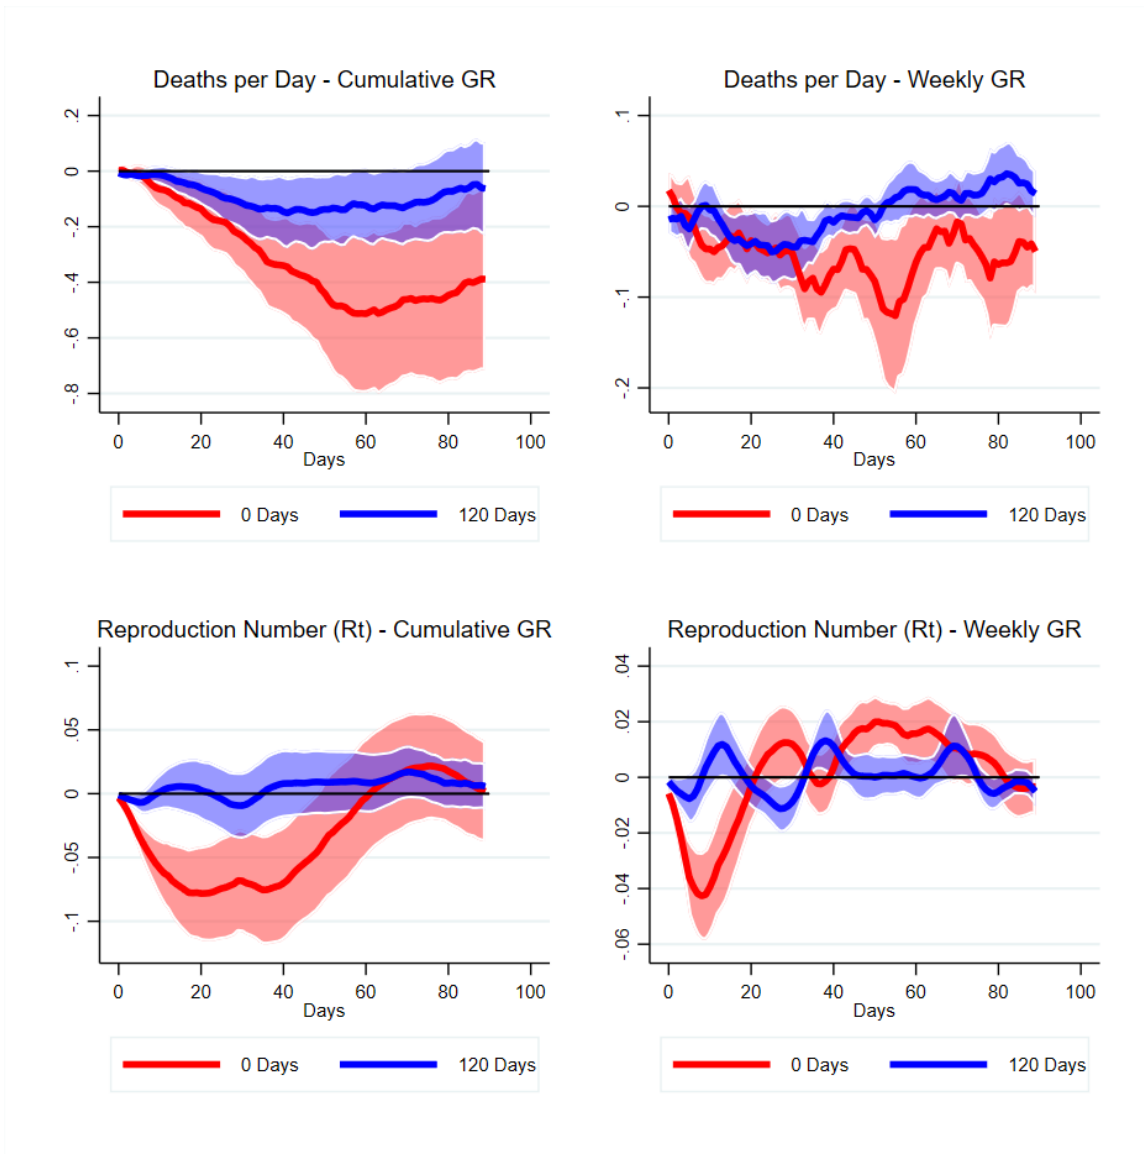 Deaths per Day - Cumulative GR
.2
0
.2
-.4
-.6
-.8
0 20 40 60 80 100
Days
0 Days 120 Days
Deaths per Day - Weekly GR
.1
0
-.1
-.2
0 20 40 60 80 100
Days
0 Days 120 Days
Reproduction Number (Rt) - Cumulative GR
.1
.05
0
-.05
-.1
0 20 40 60 80 100
Days
0 Days 120 Days
Reproduction Number (Rt) - Weekly GR
.04
.02
0
-.02
-.04
-.06
0 20 40 60 80 100
Days
0 Days 120 Days